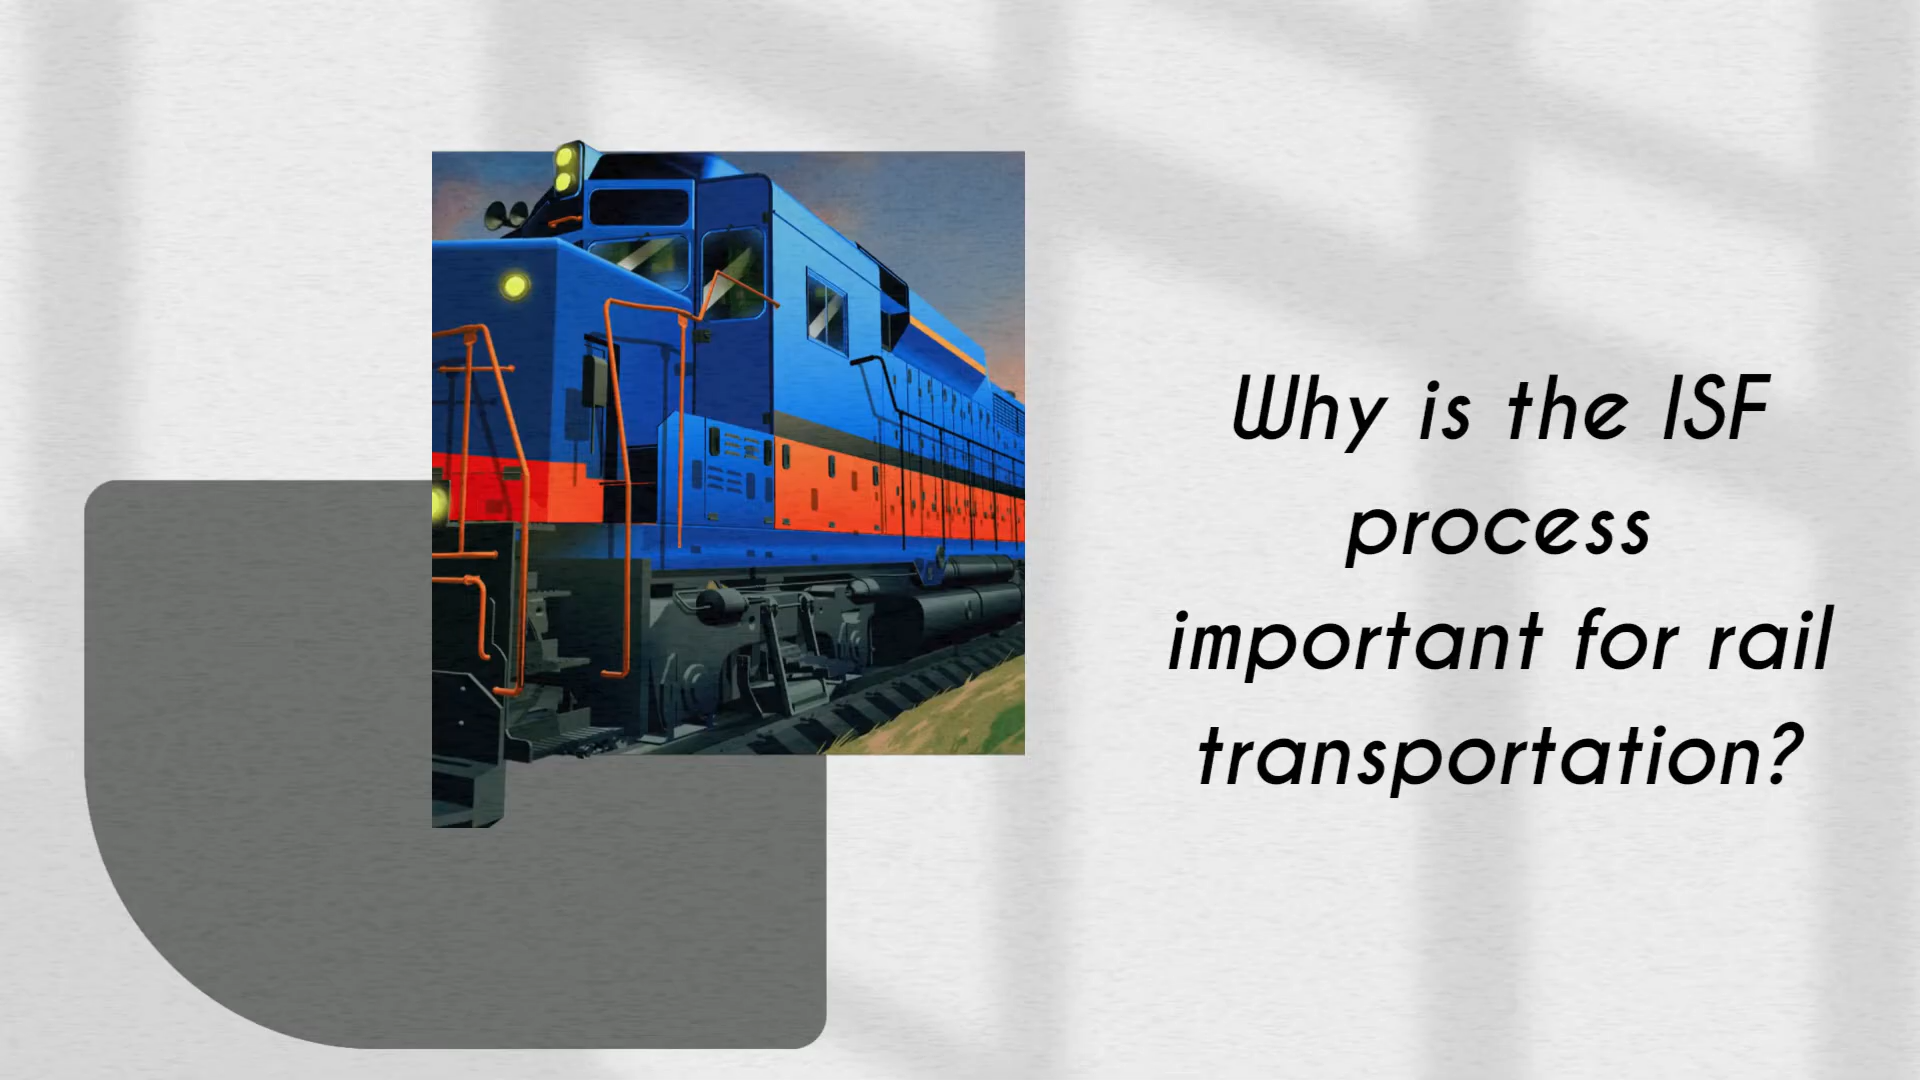 Why is the ISF
process
important for rail
transportation?